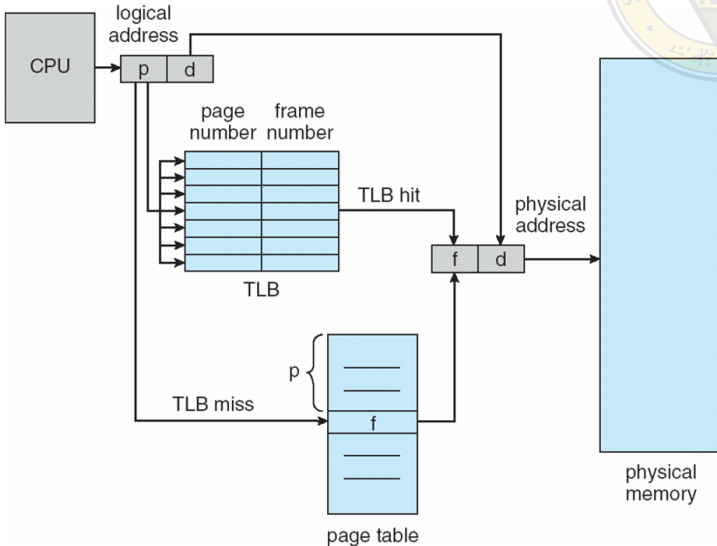 logical
address
CPU
p d
page
number
frame
number
TLB hit
TLB
physical
address
f d
p
TLB miss
f
page table
physical
memory